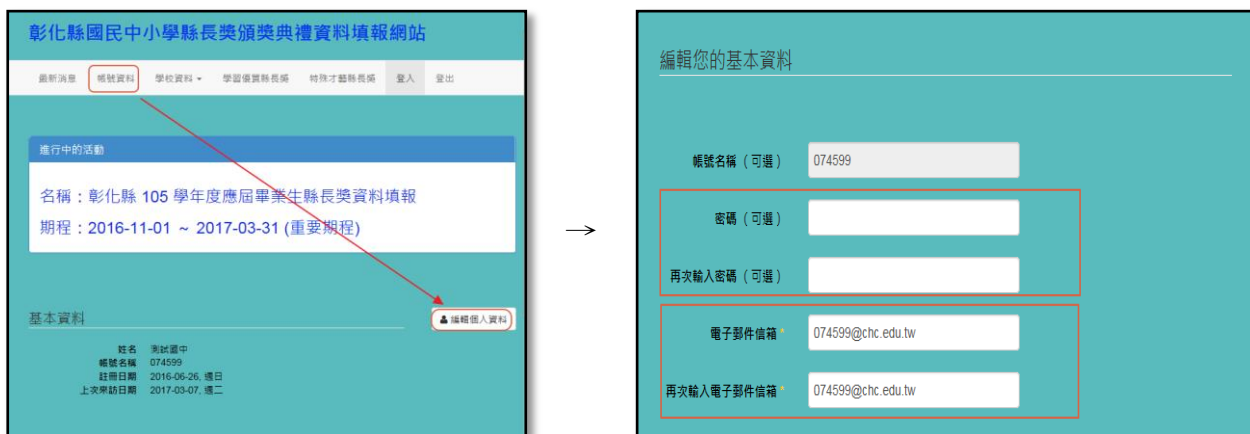 彰化縣國民中小學縣長獎頒獎典禮資料填報網站
最新消息 帳號資料 學校資料 學習優質縣長獎 特殊才藝縣長獎 登入 登出
進行中的活動
名稱：彰化縣 105 學年度應屆畢業生縣長獎資料填報
期程：2016-11-01 ~ 2017-03-31 (重要期程)
基本資料
編輯個人資料
姓名 測試國中
帳號名稱 074599
註冊日期 2016-06-26, 週日
上次來訪日期 2017-03-07, 週二
→
編輯您的基本資料
帳號名稱（可選） 074599
密碼（可選）
再次輸入密碼（可選）
電子郵件信箱 * 074599@chc.edu.tw
再次輸入電子郵件信箱 * 074599@chc.edu.tw